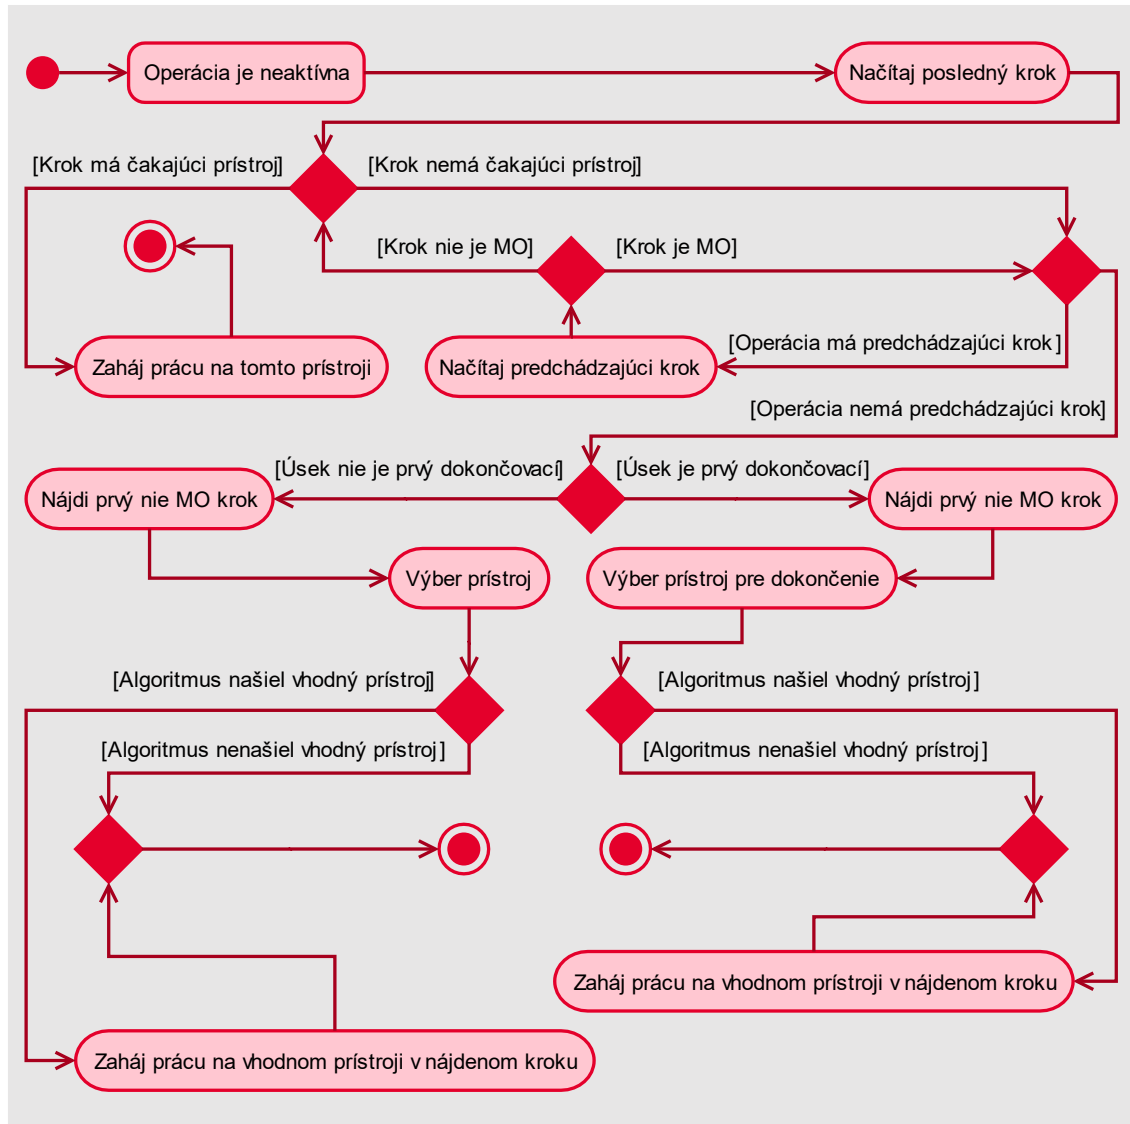 Operácia je neaktívna
Načítaj posledný krok
[Krok má čakajúci prístroj]
[Krok nemá čakajúci prístroj]
[Krok nie je MO]
[Krok je MO]
[Operácia má predchádzajúci krok]
Zaháj prácu na tomto prístroji
Načítaj predchádzajúci krok
[Operácia nemá predchádzajúci krok]
[Úsek nie je prvý dokončovací]
[Úsek je prvý dokončovací]
Nájdi prvý nie MO krok
Nájdi prvý nie MO krok
Výber prístroj
Výber prístroj pre dokončenie
[Algoritmus našiel vhodný prístroj]
[Algoritmus našiel vhodný prístroj]
[Algoritmus nenašiel vhodný prístroj]
[Algoritmus nenašiel vhodný prístroj]
Zaháj prácu na vhodnom prístroji v nájdenom kroku
Zaháj prácu na vhodnom prístroji v nájdenom kroku